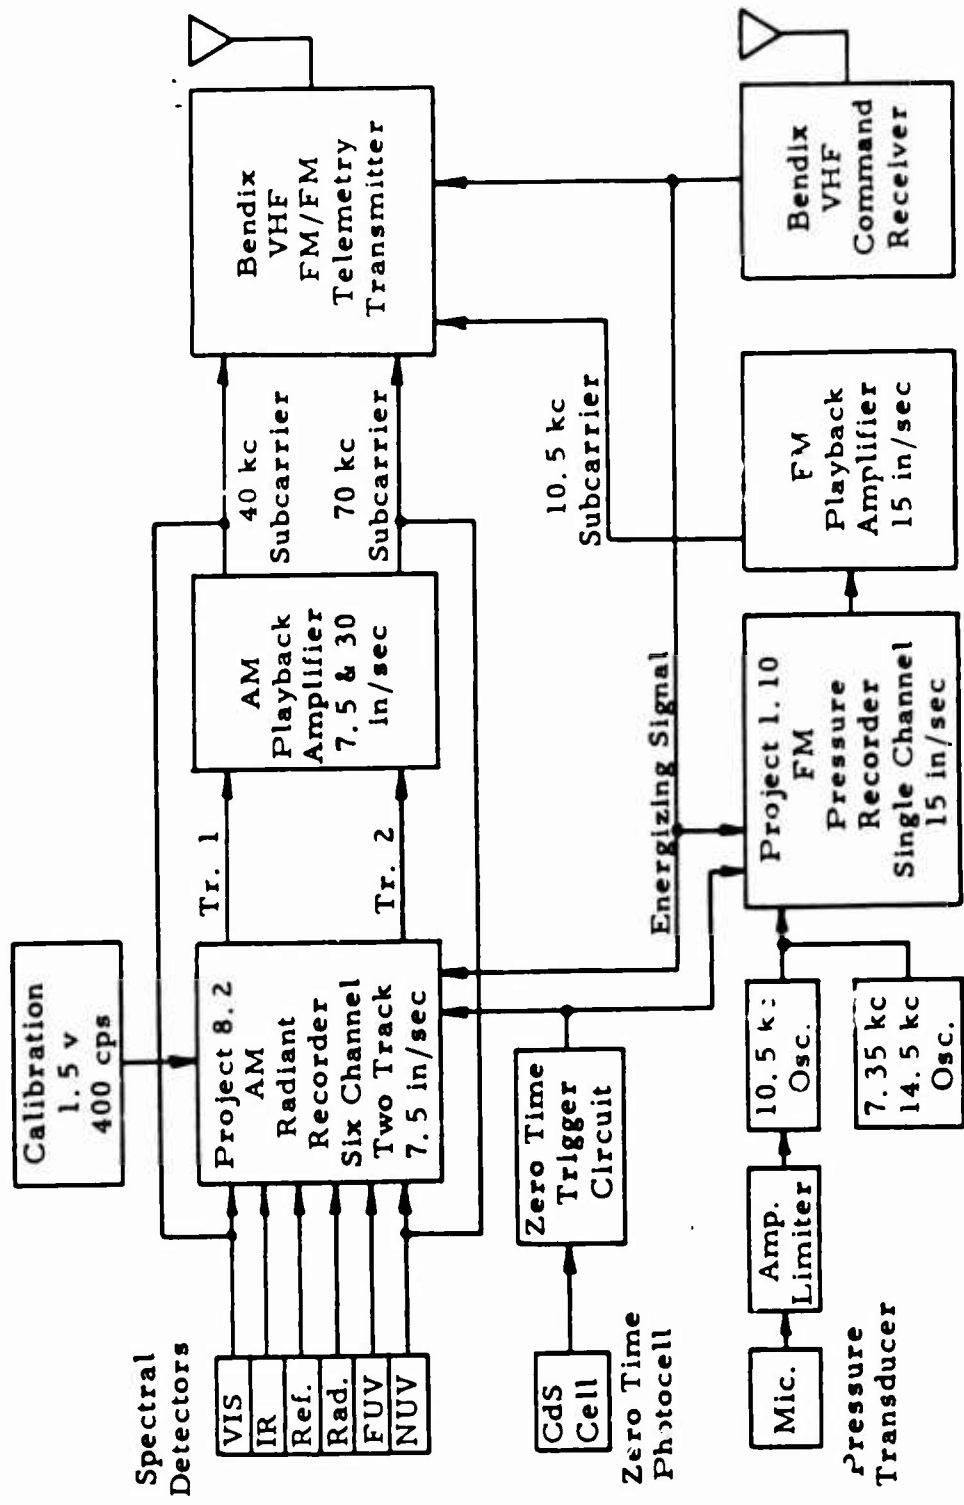 Spectral
Detectors
VIS
IR
Ref.
Rad.
FUV
NUV
Calibration
1.5 v
400 cps
Project 8.2
AM
Radiant
Recorder
Six Channel
Two Track
7.5 in/sec
Tr. 1
Tr. 2
AM
Playback
Amplifier
7.5 & 30
in/sec
40 kc
Subcarrier
70 kc
Subcarrier
Bendix
VHF
FM/FM
Telemetry
Transmitter
CdS
Cell
Zero Time
Photocell
Zero Time
Trigger
Circuit
Energizing Signal
10.5 kc
Subcarrier
Mic.
Pressure
Transducer
Amp.
Limiter
10.5 k:
Osc.
7.35 kc
14.5 kc
Osc.
Project 1.10
FM
Pressure
Recorder
Single Channel
15 in/sec
FM
Playback
Amplifier
15 in/sec
Bendix
VHF
Command
Receiver